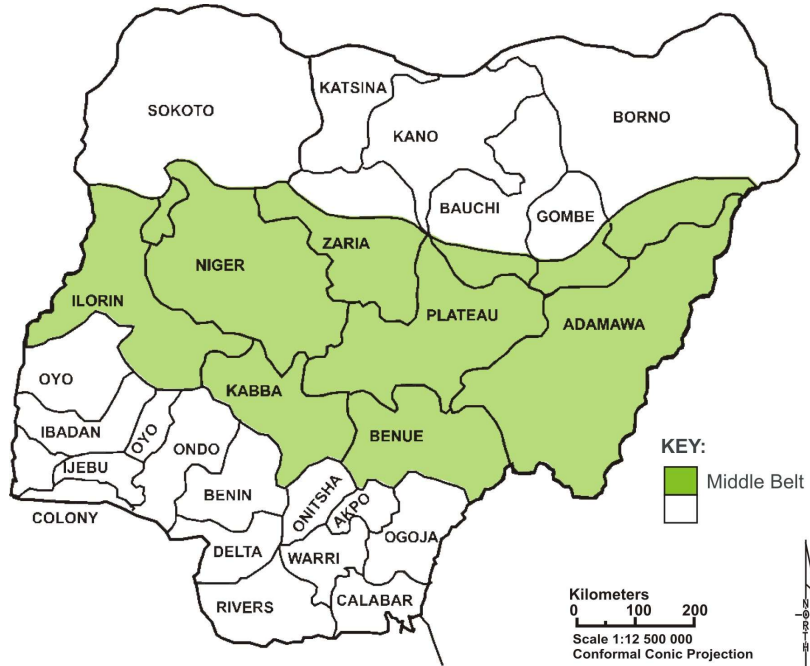 SOKOTO
KATSINA
KANO
BORNO
BAUCHI
GOMBE
ZARIA
NIGER
ILORIN
PLATEAU
ADAMAWA
OYO
KABBA
BENUE
IBADAN
OYO
ONDO
IJEBU
BENIN
ONITSHA
AKPO
COLONY
DELTA
WARRI
OGOJA
RIVERS
CALABAR
KEY:
Middle Belt
Kilometers
0 100 200
Scale 1:12 500 000
Conformal Conic Projection
NORTH